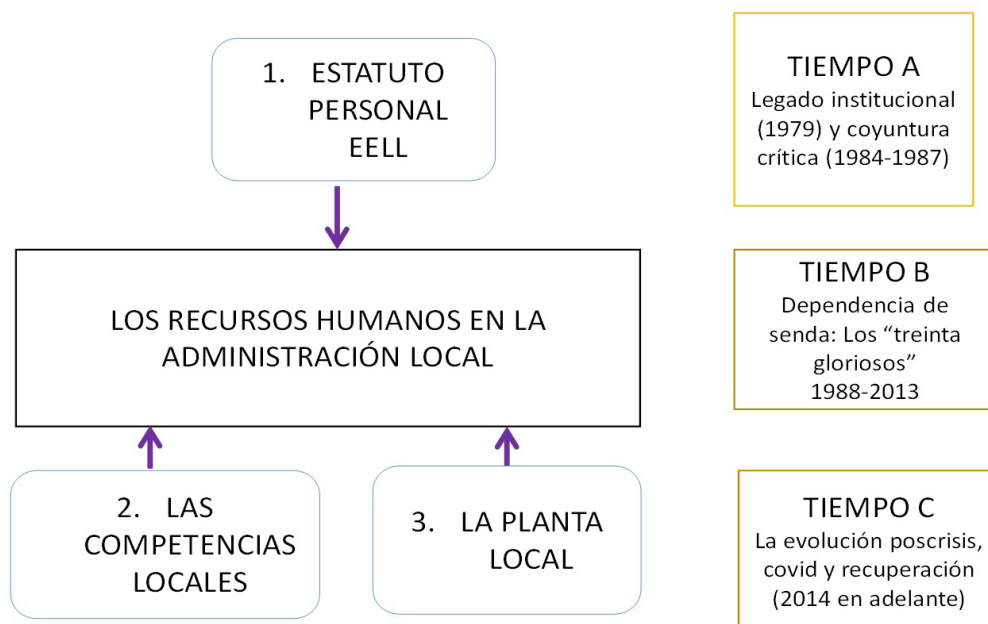 1. ESTATUTO
PERSONAL
EELL
LOS RECURSOS HUMANOS EN LA
ADMINISTRACIÓN LOCAL
2. LAS
COMPETENCIAS
LOCALES
3. LA PLANTA
LOCAL
TIEMPO A
Legado institucional
(1979) y coyuntura
crítica (1984-1987)
TIEMPO B
Dependencia de
senda: Los “treinta
gloriosos”
1988-2013
TIEMPO C
La evolución poscrisis,
covid y recuperación
(2014 en adelante)